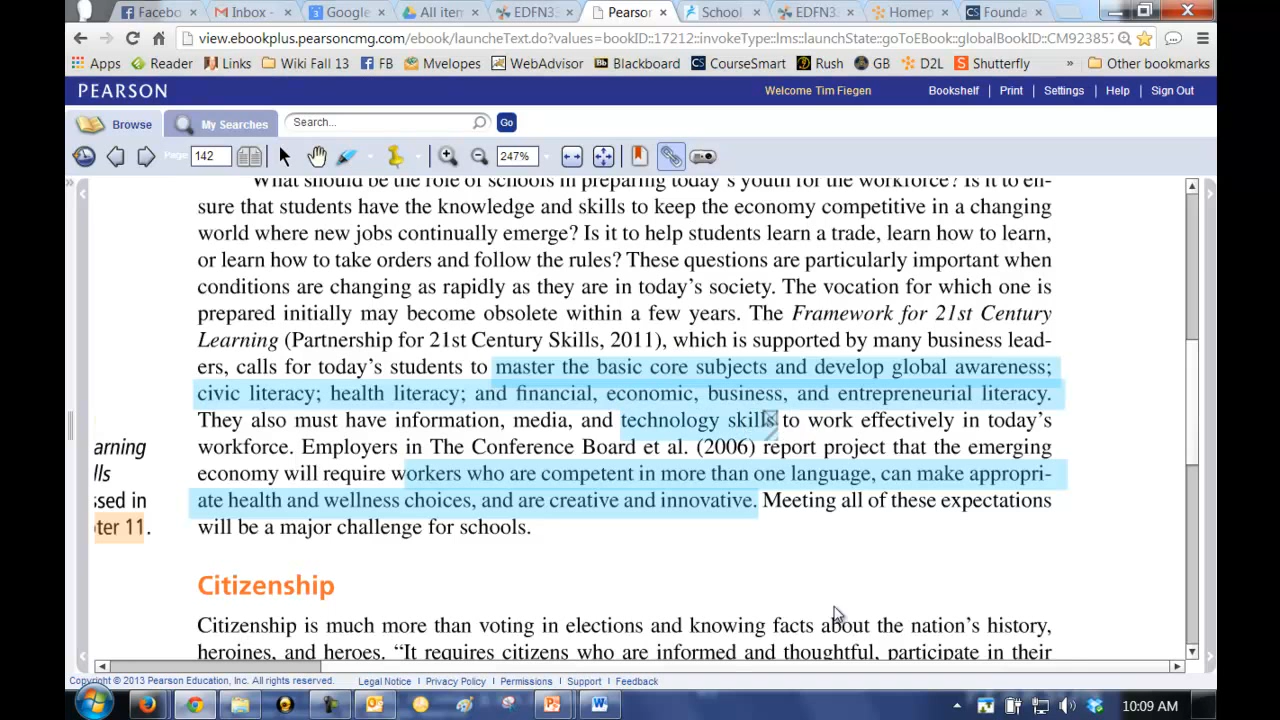 Facebo
Inbox -
Google
All item
EDFN33
Pearson
School
EDFN33
Homep
Founda
view.ebookplus.pearsoncmg.com/ebook/launcheText.do?values=bookID::17212::invokeType::lms::launchState::goToEBook::globalBookID::CM923857
Apps Reader Links Wiki Fall 13 FB Mvelopes WebAdvisor Blackboard CourseSmart Rush GB D2L Shutterfly » Other bookmarks
PEARSON
Welcome Tim Fiegen
Bookshelf | Print | Settings | Help | Sign Out
Browse My Searches Search... Go
Page 142 247%
What should be the role of schools in preparing today's youth for the workforce? Is it to en-
sure that students have the knowledge and skills to keep the economy competitive in a changing
world where new jobs continually emerge? Is it to help students learn a trade, learn how to learn,
or learn how to take orders and follow the rules? These questions are particularly important when
conditions are changing as rapidly as they are in today's society. The vocation for which one is
prepared initially may become obsolete within a few years. The Framework for 21st Century
Learning (Partnership for 21st Century Skills, 2011), which is supported by many business lead-
ers, calls for today's students to master the basic core subjects and develop global awareness;
civic literacy; health literacy; and financial, economic, business, and entrepreneurial literacy.
They also must have information, media, and technology skills to work effectively in today's
workforce. Employers in The Conference Board et al. (2006) report project that the emerging
economy will require workers who are competent in more than one language, can make appropri-
ate health and wellness choices, and are creative and innovative. Meeting all of these expectations
will be a major challenge for schools.
arning
lls
ssed in
ter 11.
Citizenship
Citizenship is much more than voting in elections and knowing facts about the nation's history,
heroines, and heroes. "It requires citizens who are informed and thoughtful, participate in their
Copyright © 2013 Pearson Education, Inc. All rights reserved. Legal Notice | Privacy Policy | Permissions | Support | Feedback
10:09 AM